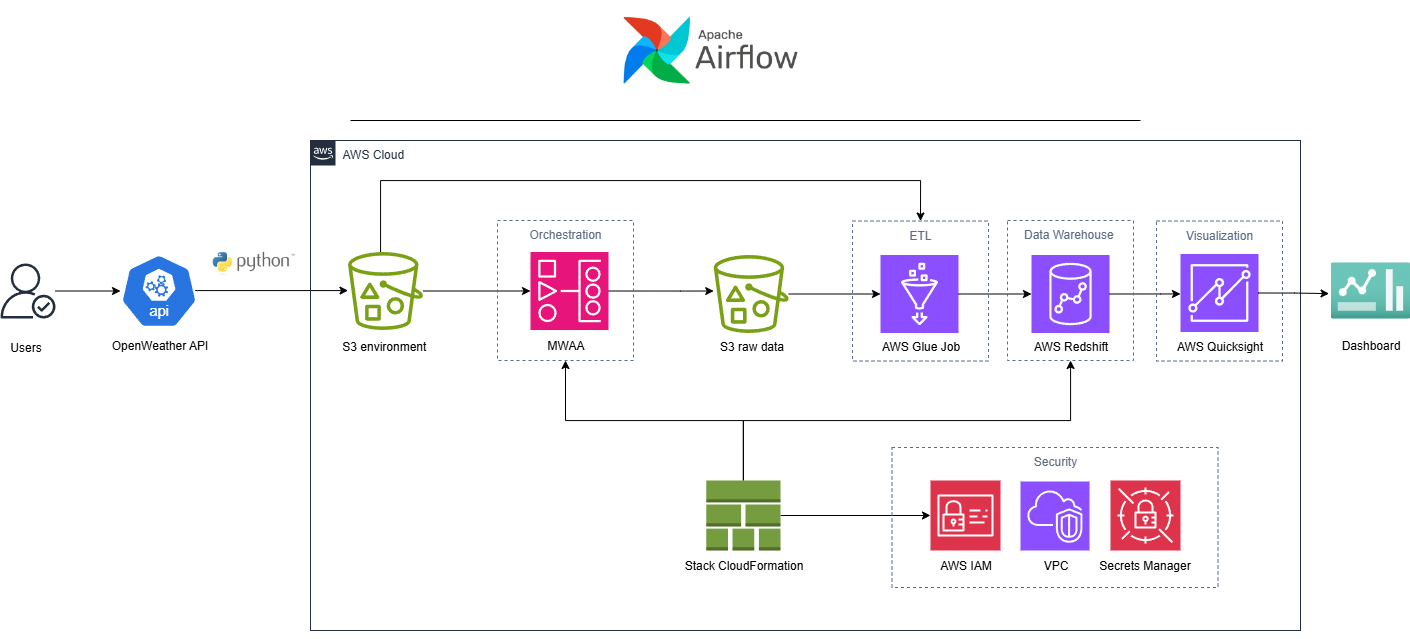 Apache
Airflow
aws
AWS Cloud
Orchestration
ETL
Data Warehouse
Visualization
python™
api
Users
OpenWeather API
S3 environment
MWAA
S3 raw data
AWS Glue Job
AWS Redshift
AWS Quicksight
Dashboard
Security
Stack CloudFormation
AWS IAM
VPC
Secrets Manager